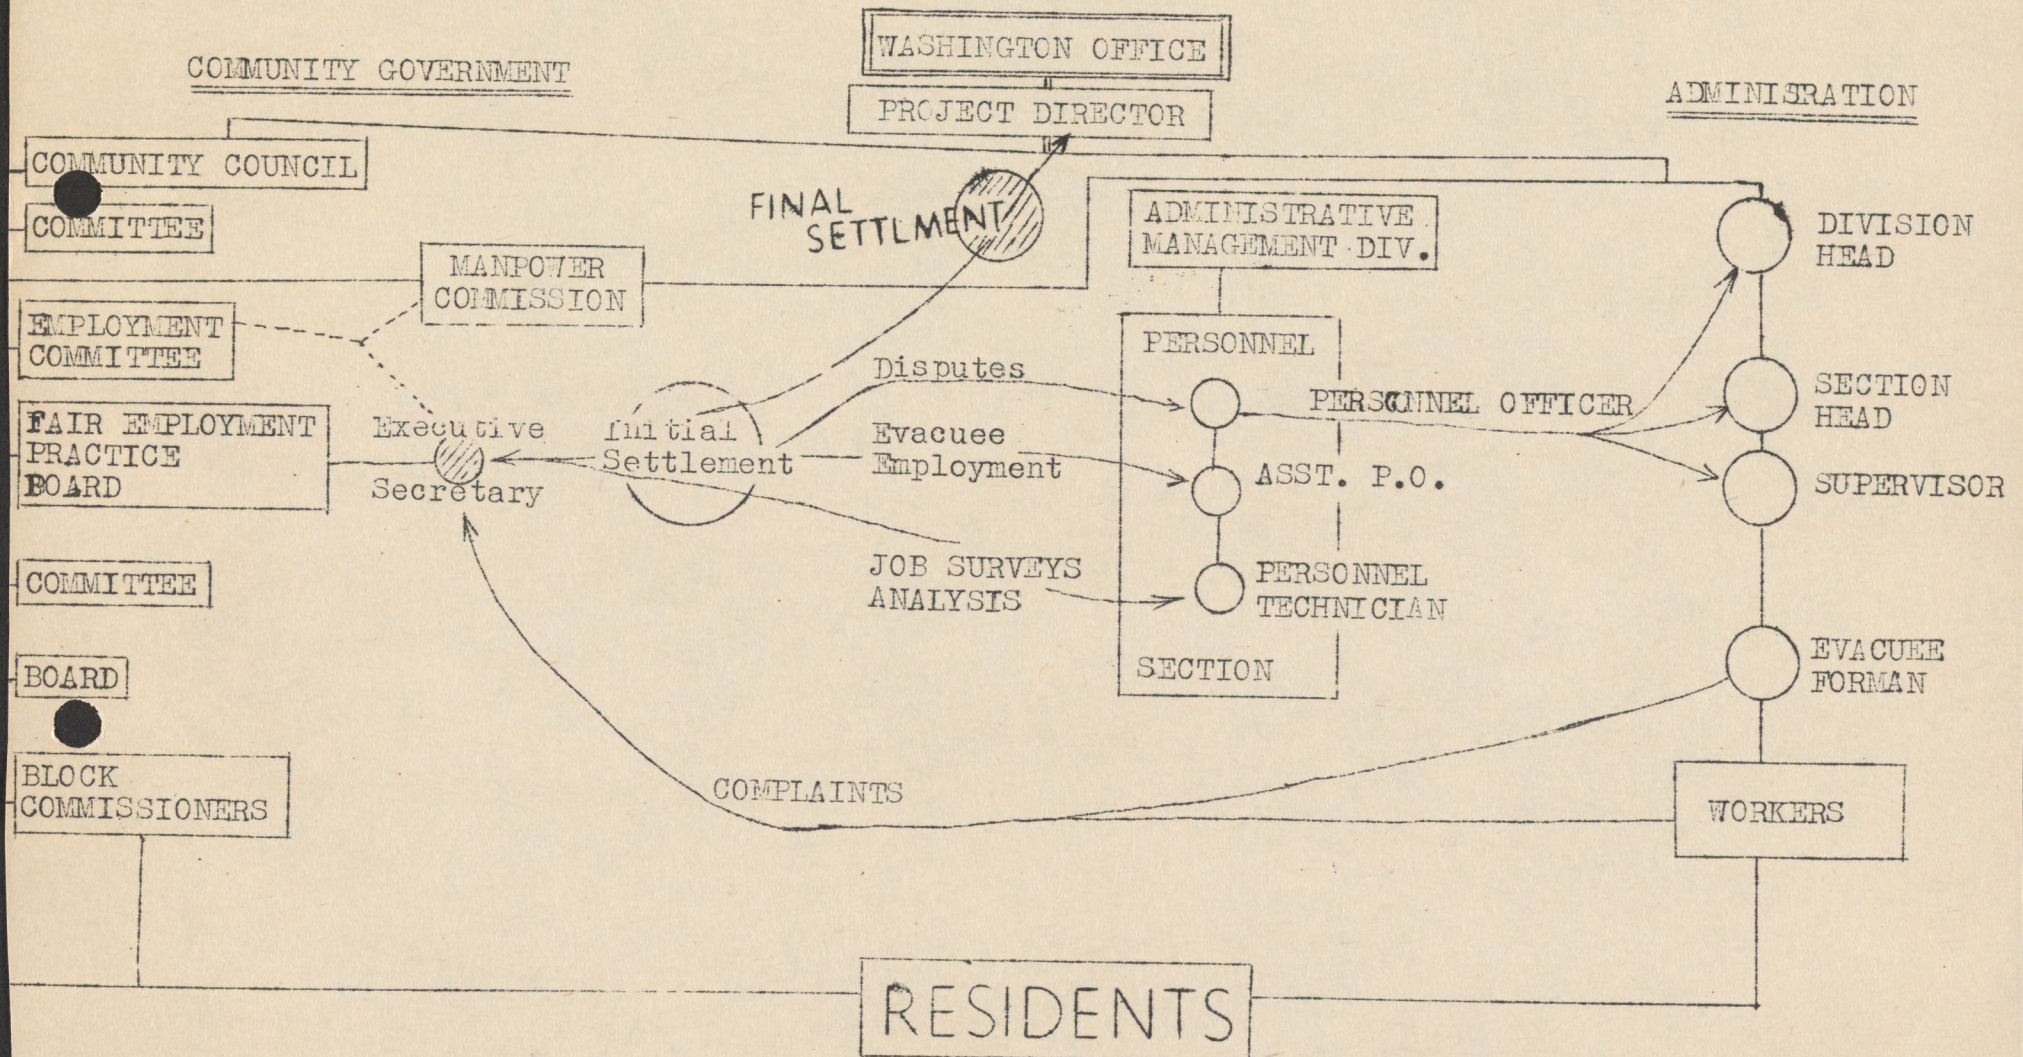 WASHINGTON OFFICE
COMMUNITY GOVERNMENT
PROJECT DIRECTOR
ADMINISRATION
COMMUNITY COUNCIL
COMMITTEE
FINAL
SETTLMENT
ADMINISTRATIVE
MANAGEMENT DIV.
DIVISION
HEAD
MANPOWER
COMMISSION
EMPLOYMENT
COMMITTEE
PERSONNEL
Disputes
PERSONNEL OFFICER
SECTION
HEAD
FAIR EMPLOYMENT
PRACTICE
BOARD
Executive
Secretary
Initial
Settlement
Evacuee
Employment
ASST. P.O.
SUPERVISOR
COMMITTEE
JOB SURVEYS
ANALYSIS
PERSONNEL
TECHNICIAN
SECTION
EVACUEE
FORMAN
BOARD
BLOCK
COMMISSIONERS
COMPLAINTS
WORKERS
RESIDENTS